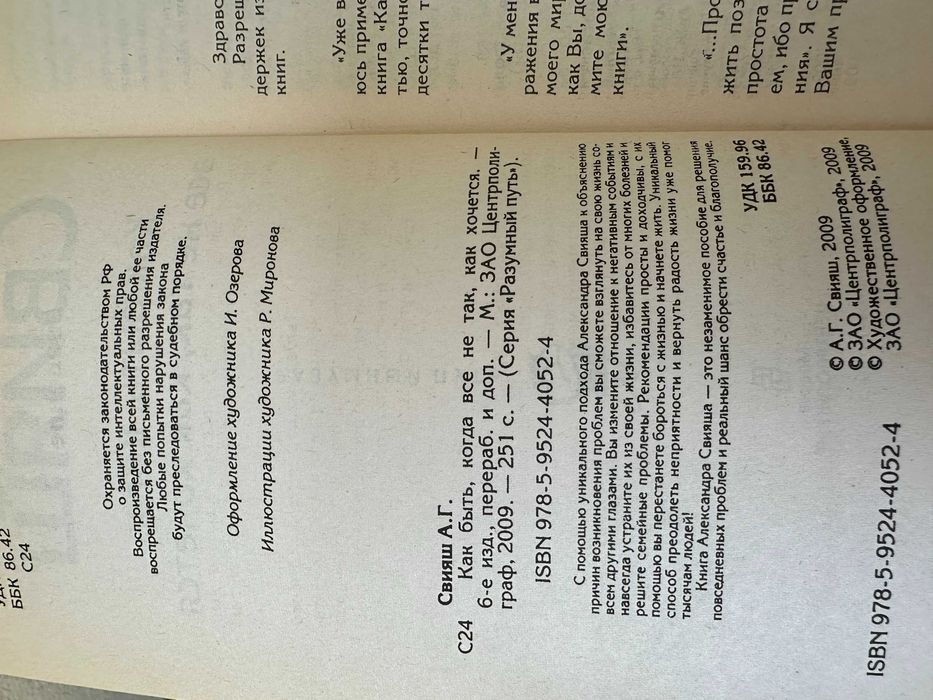 ББК 86.42
С24
Охраняется законодательством РФ
о защите интеллектуальных прав.
Воспроизведение всей книги или любой ее части
воспрещается без письменного разрешения издателя.
Любые попытки нарушения закона
будут преследоваться в судебном порядке.
Оформление художника И. Озерова
Иллюстрации художника Р. Миронова
Свияш А.Г.
С24 Как быть, когда все не так, как хочется. —
6-е изд., перераб. и доп. — М.: ЗАО Центрполи-
граф, 2009. — 251 с. — (Серия «Разумный путь»).
ISBN 978-5-9524-4052-4
С помощью уникального подхода Александра Свияша к объяснению
причин возникновения проблем вы сможете взглянуть на свою жизнь со-
всем другими глазами. Вы измените отношение к негативным событиям и
навсегда устраните их из своей жизни, избавитесь от многих болезней и
решите семейные проблемы. Рекомендации просты и доходчивы, с их
помощью вы перестанете бороться с жизнью и начнете жить. Уникальный
способ преодолеть неприятности и вернуть радость жизни уже помог
тысячам людей!
Книга Александра Свияша — это незаменимое пособие для решения
повседневных проблем и реальный шанс обрести счастье и благополучие.
УДК 159.96
ББК 86.42
© А.Г. Свияш, 2009
© ЗАО «Центрполиграф», 2009
© Художественное оформление,
ЗАО «Центрполиграф», 2009
ISBN 978-5-9524-4052-4
Разреш
держек из
книг.
«Уже в
юсь приме
книга «Ка
тью, точно
десятки т
«У мен
ражения в
моего мир
как Вы, до
мите мою
книги».
«...Про
жить поз
простота
ем, ибо пр
ния». Я с
Вашим пр